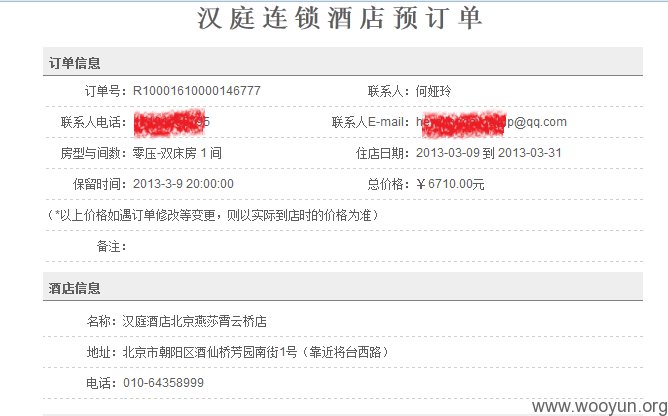 汉庭连锁酒店预订单
订单信息
订单号：R10001610000146777 联系人：何娅玲
联系人电话： 联系人E-mail： p@qq.com
房型与间数：零压-双床房 1 间 住店日期：2013-03-09 到 2013-03-31
保留时间：2013-3-9 20:00:00 总价格：￥6710.00元
（*以上价格如遇订单修改等变更，则以实际到店时的价格为准）
备注：
酒店信息
名称：汉庭酒店北京燕莎霄云桥店
地址：北京市朝阳区酒仙桥芳园南街1号（靠近将台西路）
电话：010-64358999
www.wooyun.org